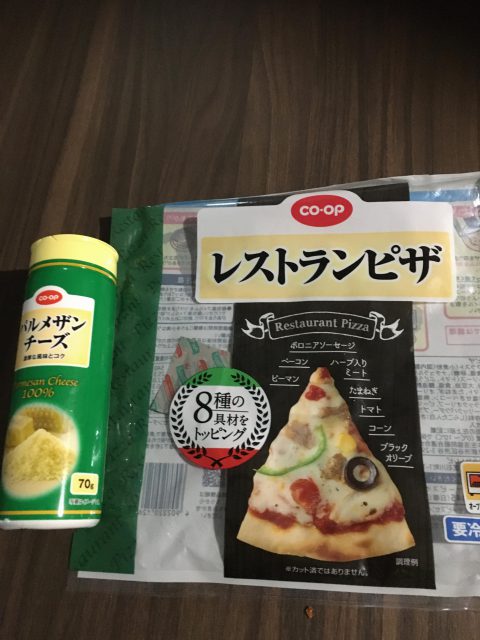 CO-OP
パルメザン
チーズ
Parmesan Cheese
100%
70g
CO-OP
レストランピザ
Restaurant Pizza
ボロニアソーセージ
ベーコン
ハーブ入り
ミート
ピーマン
たまねぎ
トマト
コーン
ブラック
オリーブ
8種の
具材を
トッピング
調理例
※カット済ではありません。
要冷